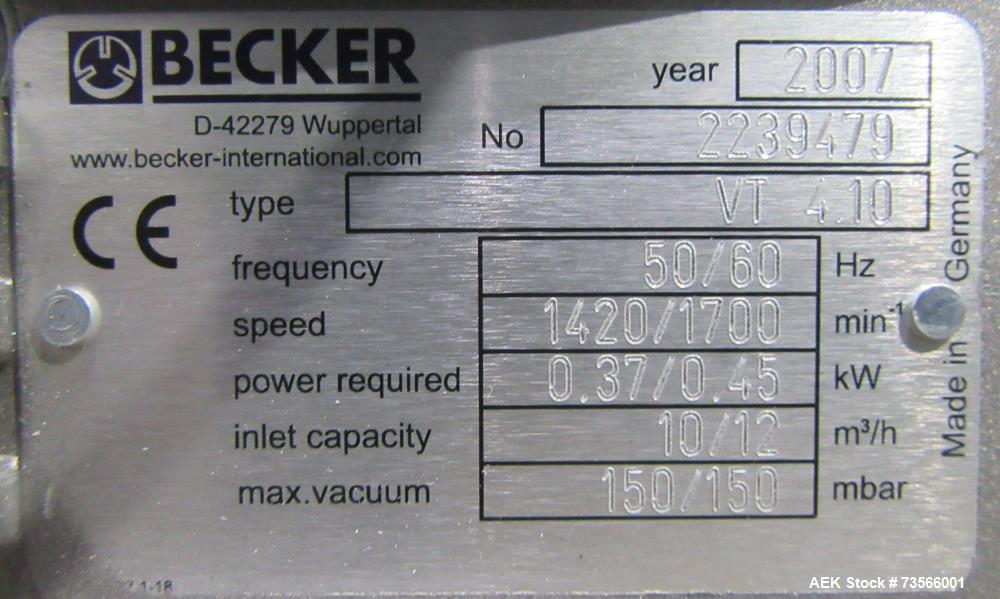 BECKER
D-42279 Wuppertal
www.becker-international.com
year 2007
No 2239479
type VT 4.10
frequency 50/60 Hz
speed 1420/1700 min-1
power required 0.37/0.45 kW
inlet capacity 10/12 m³/h
max.vacuum 150/150 mbar
CE
Made in Germany
AEK Stock # 73566001